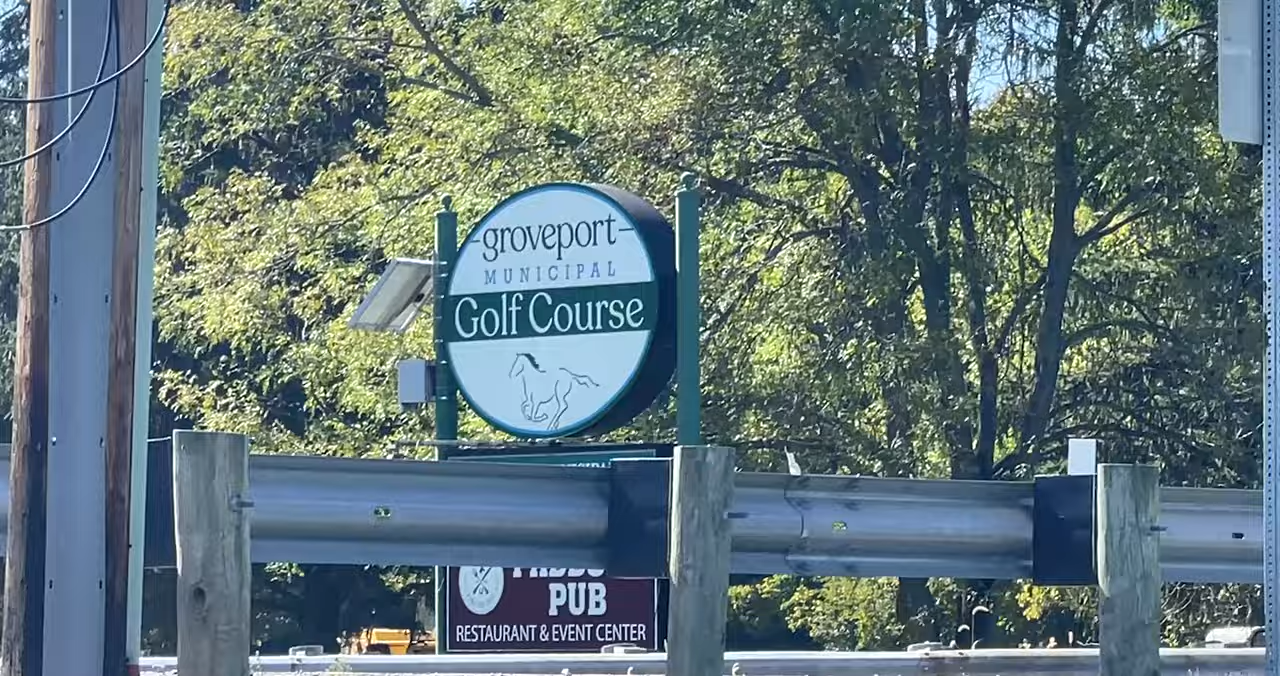 groveport
MUNICIPAL
Golf Course
PUB
RESTAURANT & EVENT CENTER